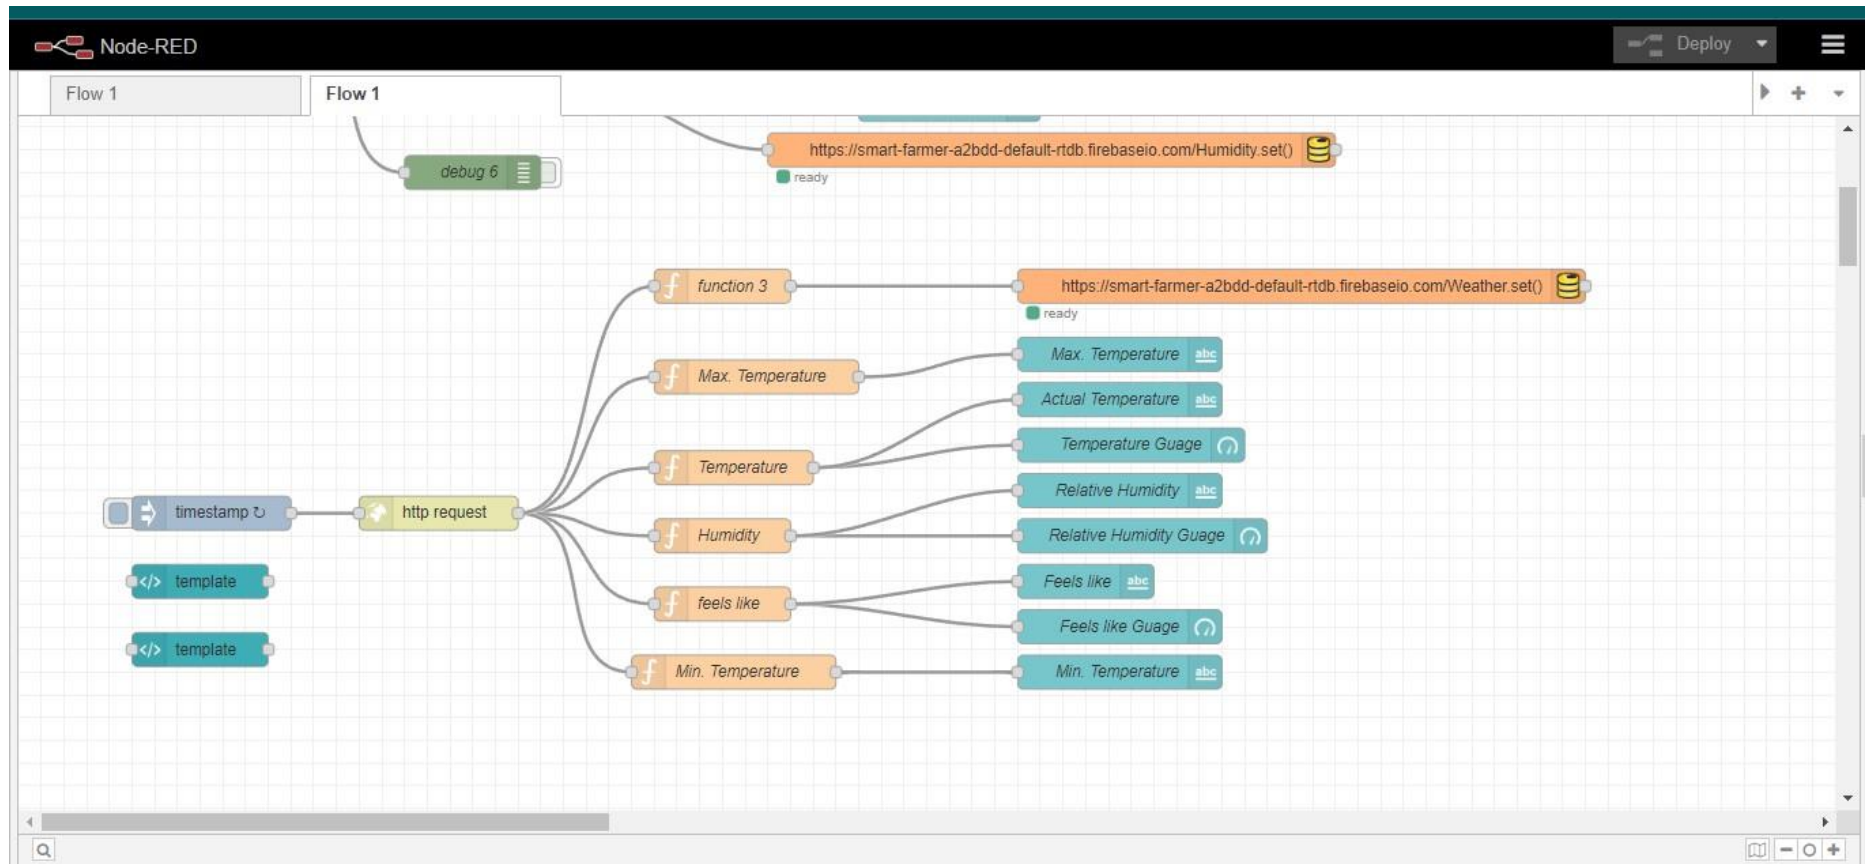 Node-RED
Deploy
Flow 1
Flow 1
https://smart-farmer-a2bdd-default-rtdb.firebaseio.com/Humidity.set()
debug 6
ready
function 3
https://smart-farmer-a2bdd-default-rtdb.firebaseio.com/Weather.set()
ready
Max. Temperature
Max. Temperature abc
Actual Temperature abc
Temperature Guage
Temperature
Relative Humidity abc
timestamp ↻
http request
Humidity
Relative Humidity Guage
template
Feels like abc
feels like
Feels like Guage
template
Min. Temperature
Min. Temperature abc